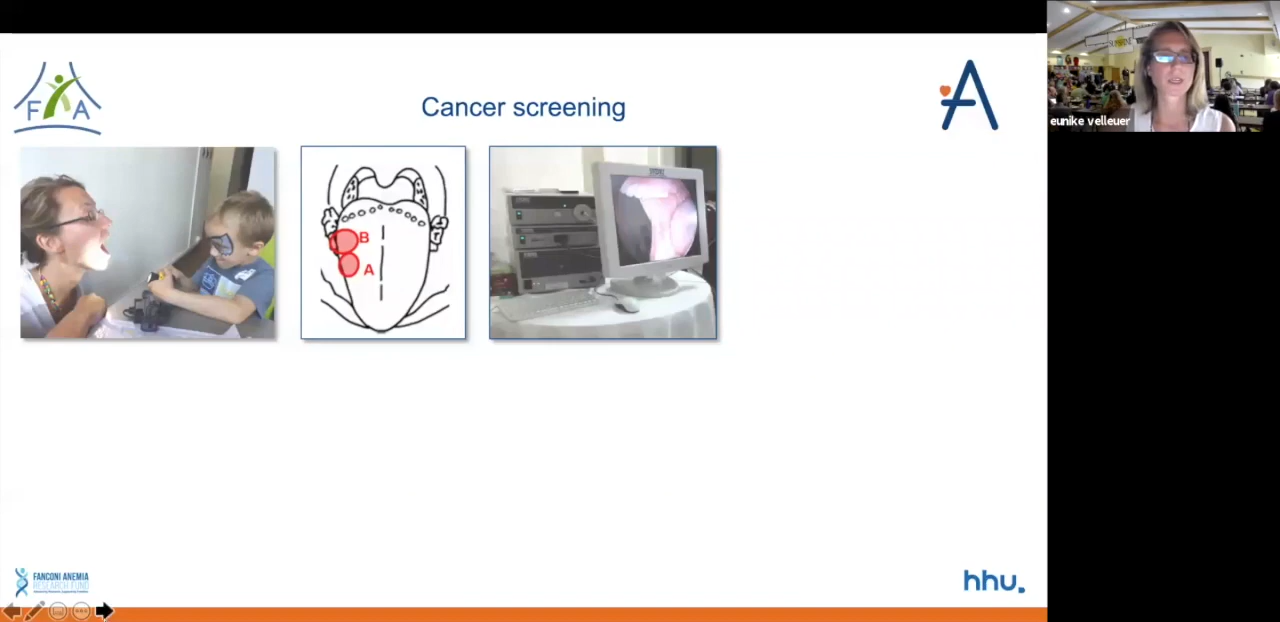 F A
Cancer screening
B
A
eunike velleuer
FANCONI ANEMIA
RESEARCH FUND
hhu.